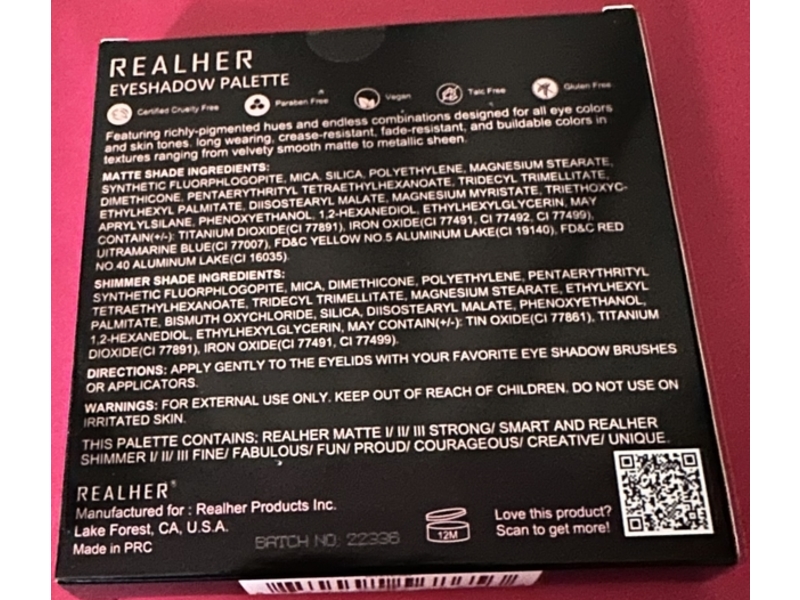 REALHER
EYESHADOW PALETTE
Certified Cruelty Free Paraben Free Vegan Talc Free Gluten Free
Featuring richly-pigmented hues and endless combinations designed for all eye colors
and skin tones. long wearing, crease-resistant, fade-resistant, and buildable colors in
textures ranging from velvety smooth matte to metallic sheen.
MATTE SHADE INGREDIENTS:
SYNTHETIC FLUORPHLOGOPITE, MICA, SILICA, POLYETHYLENE, MAGNESIUM STEARATE,
DIMETHICONE, PENTAERYTHRITYL TETRAETHYLHEXANOATE, TRIDECYL TRIMELLITATE,
ETHYLHEXYL PALMITATE, DIISOSTEARYL MALATE, MAGNESIUM MYRISTATE, TRIETHOXYC-
APRYLYLSILANE, PHENOXYETHANOL, 1,2-HEXANEDIOL, ETHYLHEXYLGLYCERIN, MAY
CONTAIN(+/-): TITANIUM DIOXIDE(CI 77891), IRON OXIDE(CI 77491, CI 77492, CI 77499),
UITRAMARINE BLUE(CI 77007), FD&C YELLOW NO.5 ALUMINUM LAKE(CI 19140), FD&C RED
NO.40 ALUMINUM LAKE(CI 16035).
SHIMMER SHADE INGREDIENTS:
SYNTHETIC FLUORPHLOGOPITE, MICA, DIMETHICONE, POLYETHYLENE, PENTAERYTHRITYL
TETRAETHYLHEXANOATE, TRIDECYL TRIMELLITATE, MAGNESIUM STEARATE, ETHYLHEXYL
PALMITATE, BISMUTH OXYCHLORIDE, SILICA, DIISOSTEARYL MALATE, PHENOXYETHANOL,
1,2-HEXANEDIOL, ETHYLHEXYLGLYCERIN, MAY CONTAIN(+/-): TIN OXIDE(CI 77861), TITANIUM
DIOXIDE(CI 77891), IRON OXIDE(CI 77491, CI 77499).
DIRECTIONS: APPLY GENTLY TO THE EYELIDS WITH YOUR FAVORITE EYE SHADOW BRUSHES
OR APPLICATORS.
WARNINGS: FOR EXTERNAL USE ONLY. KEEP OUT OF REACH OF CHILDREN. DO NOT USE ON
IRRITATED SKIN.
THIS PALETTE CONTAINS: REALHER MATTE I/ II/ III STRONG/ SMART AND REALHER
SHIMMER I/ II/ III FINE/ FABULOUS/ FUN/ PROUD/ COURAGEOUS/ CREATIVE/ UNIQUE.
REALHER®
Manufactured for : Realher Products Inc.
Lake Forest, CA, U.S.A.
Made in PRC
BATCH NO: 22336
12M
Love this product?
Scan to get more!